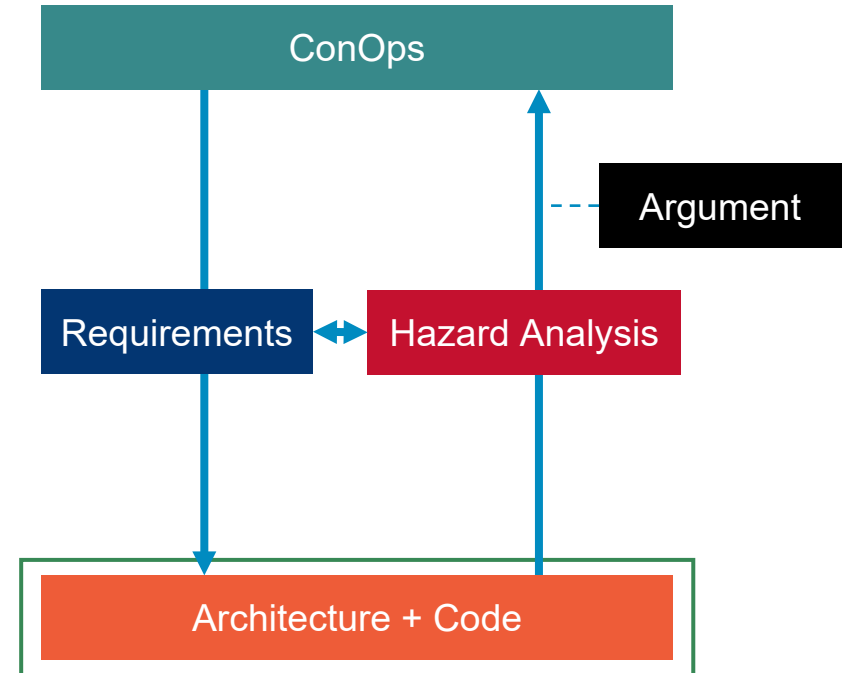 ConOps
Argument
Requirements
Hazard Analysis
Architecture + Code